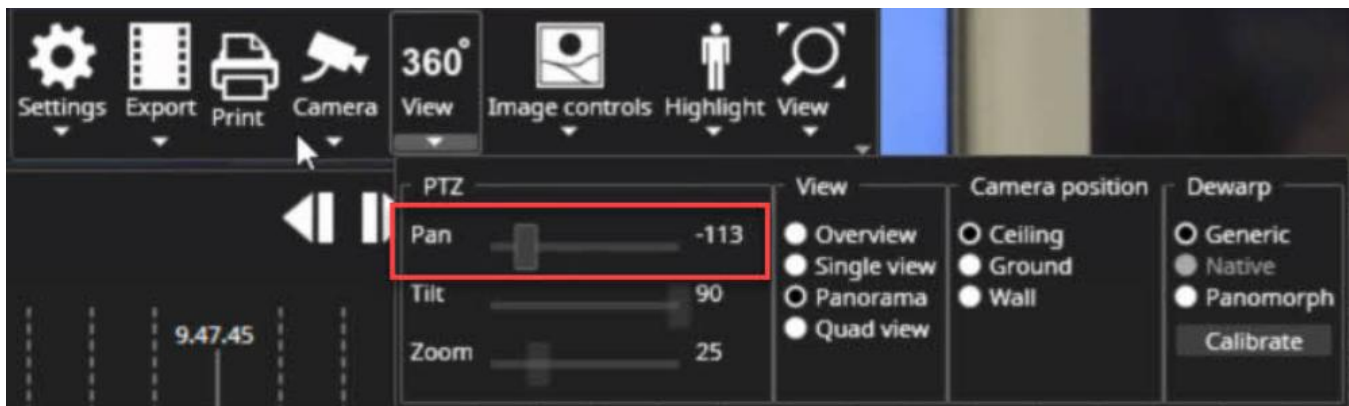 Settings Export Print Camera 360° View Image controls Highlight View
PTZ View Camera position Dewarp
Pan -113 Overview Ceiling Generic
Single view Ground Native
Tilt 90 Panorama Wall Panomorph
9.47.45 Quad view Calibrate
Zoom 25